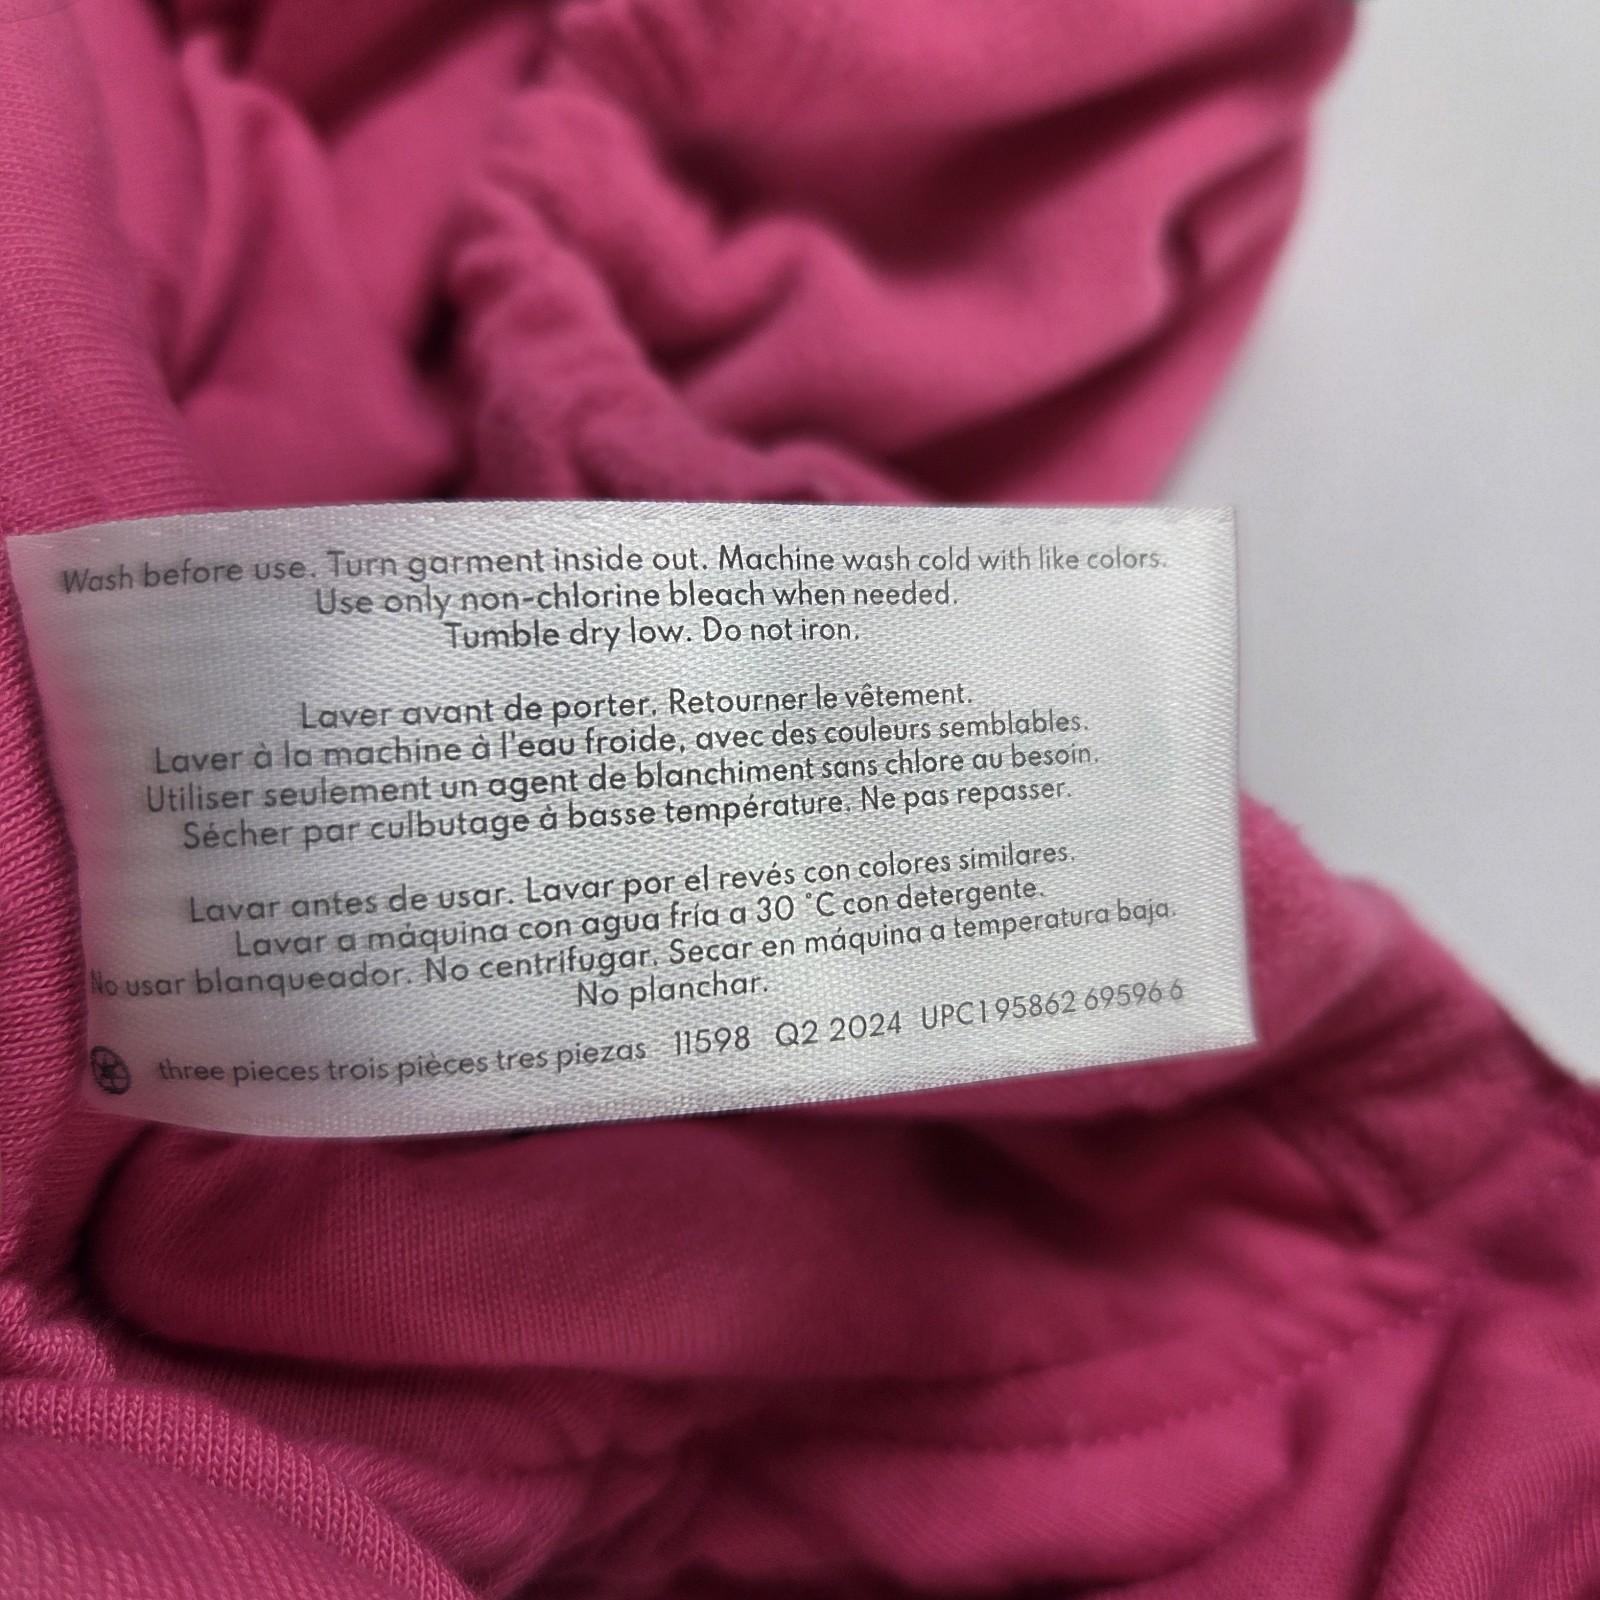 Wash before use. Turn garment inside out. Machine wash cold with like colors.
Use only non-chlorine bleach when needed.
Tumble dry low. Do not iron.
Laver avant de porter. Retourner le vêtement.
Laver à la machine à l'eau froide, avec des couleurs semblables.
Utiliser seulement un agent de blanchiment sans chlore au besoin.
Sécher par culbutage à basse température. Ne pas repasser.
Lavar antes de usar. Lavar por el revés con colores similares.
Lavar a máquina con agua fría a 30 °C con detergente.
No usar blanqueador. No centrifugar. Secar en máquina a temperatura baja.
No planchar.
three pieces trois pièces tres piezas 11598 Q2 2024 UPC195862 69596 6